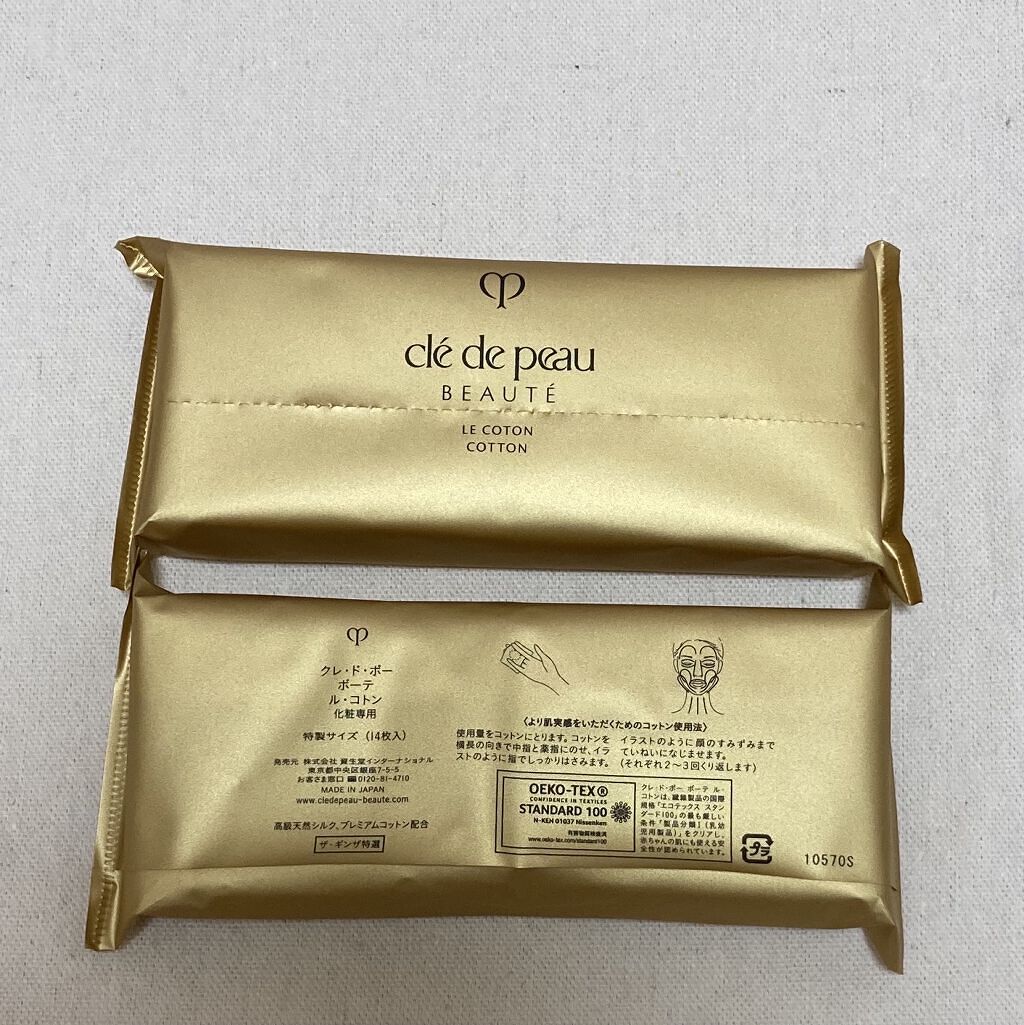 clé de peau
BEAUTÉ
LE COTON
COTTON
クレ・ド・ポー
ボーテ
ル・コトン
化粧専用
特製サイズ（14枚入）
発売元 株式会社 資生堂インターナショナル
東京都中央区銀座7-5-5
お客さま窓口 0120-81-4710
MADE IN JAPAN
www.cledepeau-beaute.com
高級天然シルク、プレミアムコットン配合
ザ・ギンザ特選
〈より肌実感をいただくためのコットン使用法〉
使用量をコットンにとります。コットンを
横長の向きで中指と薬指にのせ、イラ
ストのように指でしっかりはさみます。
イラストのように顔のすみずみまで
ていねいになじませます。
（それぞれ2～3回くり返します）
OEKO-TEX®
CONFIDENCE IN TEXTILES
STANDARD 100
N-KEN 01037 Nissenken
有害物質検査済
www.oeko-tex.com/standard100
クレ・ド・ポー ボーテ ル・
コトンは、繊維製品の国際
規格「エコテックス スタン
ダード100」の最も厳しい
条件「製品分類Ⅰ（乳幼
児用製品）」をクリアし、
赤ちゃんの肌にも使える安
全性が認められています。
プラ
10570S